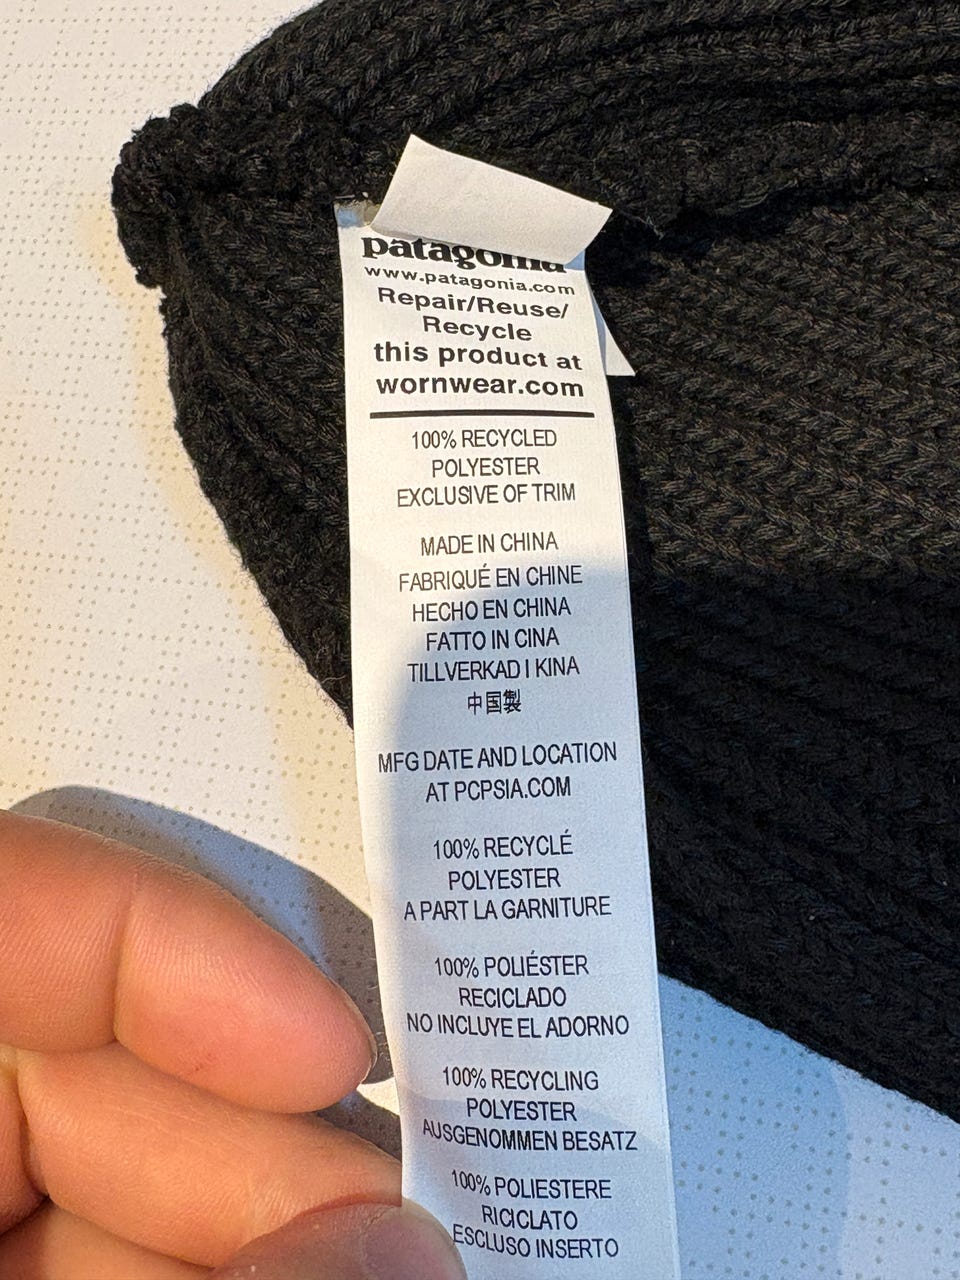 patagonia
www.patagonia.com
Repair/Reuse/
Recycle
this product at
wornwear.com
100% RECYCLED
POLYESTER
EXCLUSIVE OF TRIM
MADE IN CHINA
FABRIQUÉ EN CHINE
HECHO EN CHINA
FATTO IN CINA
TILLVERKAD I KINA
中国製
MFG DATE AND LOCATION
AT PCPSIA.COM
100% RECYCLÉ
POLYESTER
A PART LA GARNITURE
100% POLIÉSTER
RECICLADO
NO INCLUYE EL ADORNO
100% RECYCLING
POLYESTER
AUSGENOMMEN BESATZ
100% POLIESTERE
RICICLATO
ESCLUSO INSERTO